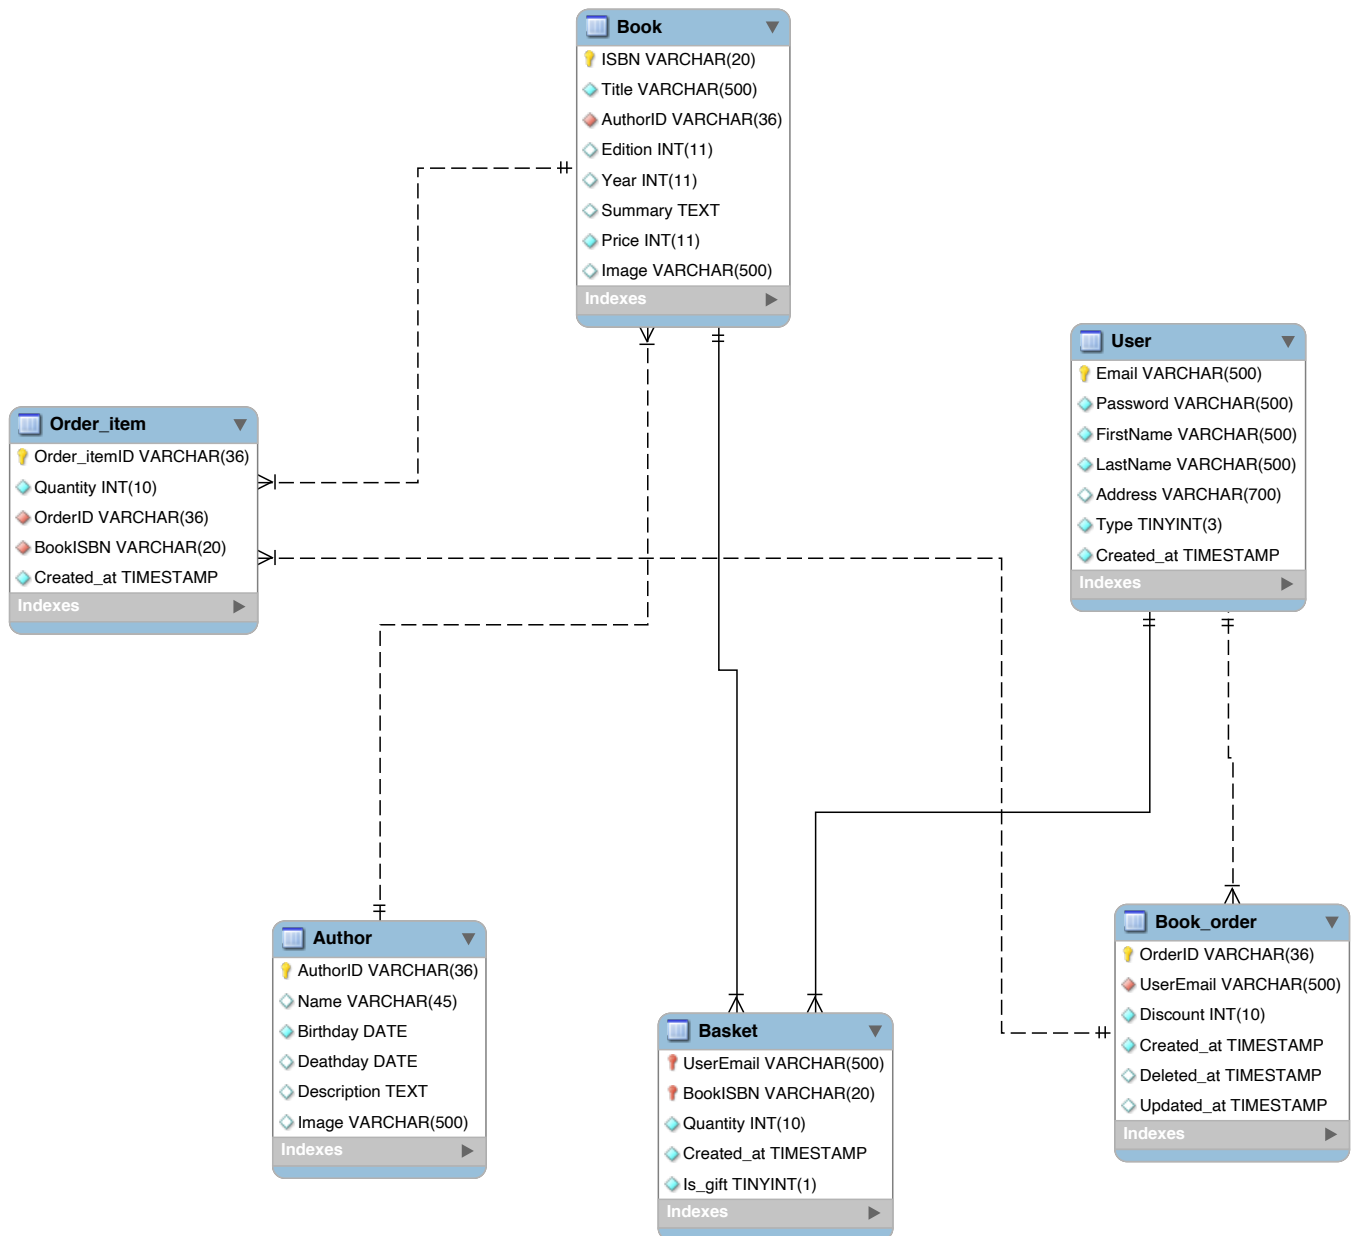 Book
ISBN VARCHAR(20)
Title VARCHAR(500)
AuthorID VARCHAR(36)
Edition INT(11)
Year INT(11)
Summary TEXT
Price INT(11)
Image VARCHAR(500)
Indexes
User
Email VARCHAR(500)
Password VARCHAR(500)
FirstName VARCHAR(500)
LastName VARCHAR(500)
Address VARCHAR(700)
Type TINYINT(3)
Created_at TIMESTAMP
Indexes
Order_item
Order_itemID VARCHAR(36)
Quantity INT(10)
OrderID VARCHAR(36)
BookISBN VARCHAR(20)
Created_at TIMESTAMP
Indexes
Author
AuthorID VARCHAR(36)
Name VARCHAR(45)
Birthday DATE
Deathday DATE
Description TEXT
Image VARCHAR(500)
Indexes
Basket
UserEmail VARCHAR(500)
BookISBN VARCHAR(20)
Quantity INT(10)
Created_at TIMESTAMP
Is_gift TINYINT(1)
Indexes
Book_order
OrderID VARCHAR(36)
UserEmail VARCHAR(500)
Discount INT(10)
Created_at TIMESTAMP
Deleted_at TIMESTAMP
Updated_at TIMESTAMP
Indexes